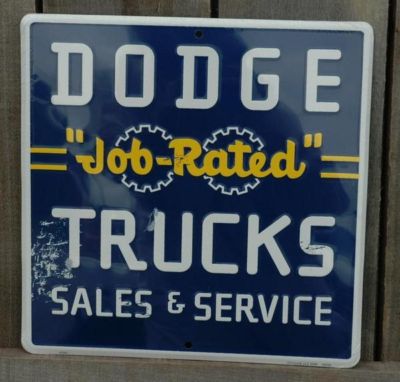 DODGE
"Job-Rated"
TRUCKS
SALES & SERVICE